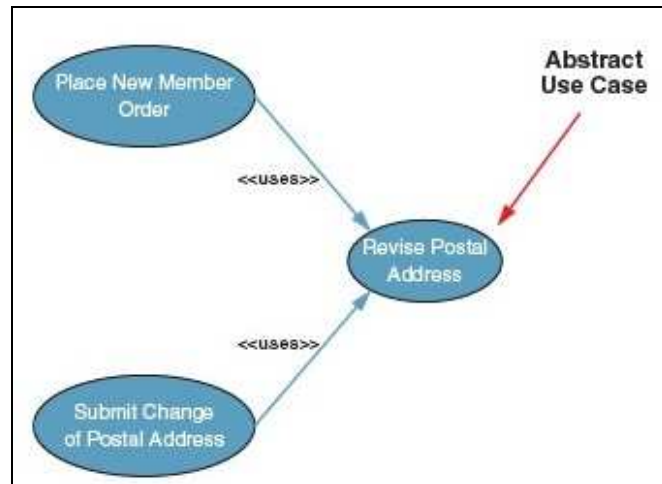 Place New Member
Order
Abstract
Use Case
<<uses>>
Revise Postal
Address
<<uses>>
Submit Change
of Postal Address